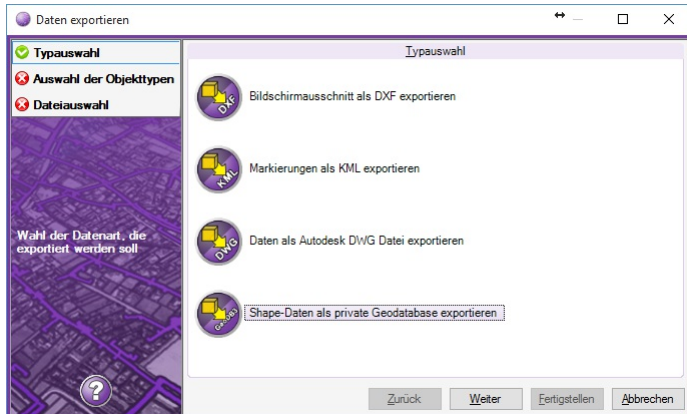 Daten exportieren
Typauswahl
Auswahl der Objekttypen
Dateiauswahl
Wahl der Datenart, die
exportiert werden soll
?
Typauswahl
DXF
Bildschirmausschnitt als DXF exportieren
KML
Markierungen als KML exportieren
DWG
Daten als Autodesk DWG Datei exportieren
Shape-Daten als private Geodatabase exportieren
Zurück
Weiter
Fertigstellen
Abbrechen